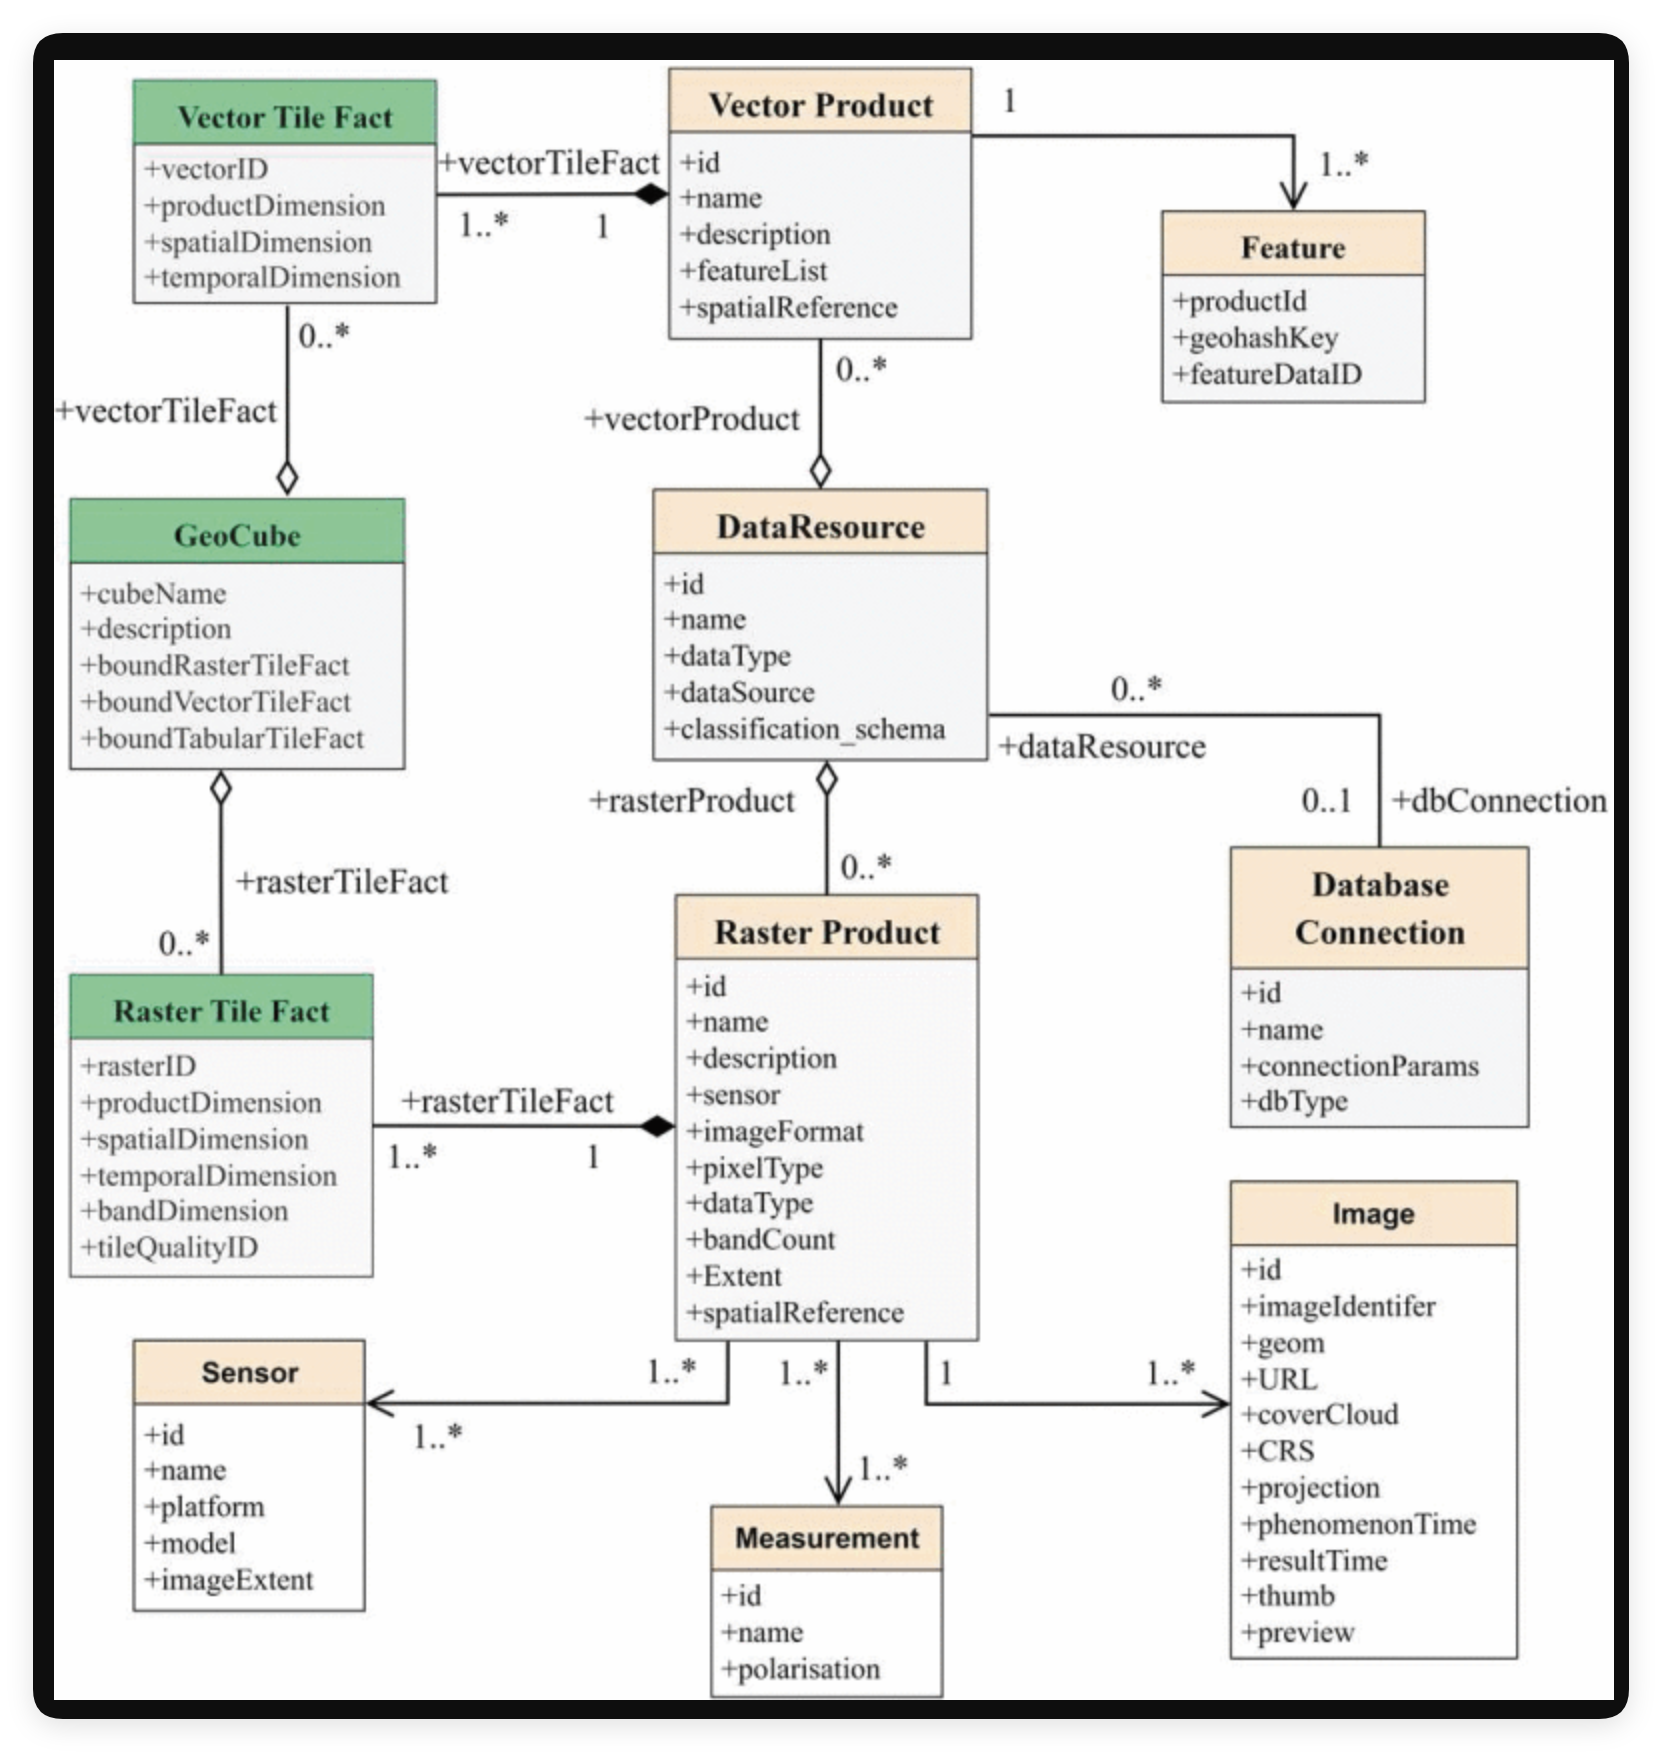 Vector Tile Fact
+vectorID
+productDimension
+spatialDimension
+temporalDimension
+vectorTileFact
1..*
1
Vector Product
+id
+name
+description
+featureList
+spatialReference
1
1..*
Feature
+productId
+geohashKey
+featureDataID
0..*
+vectorTileFact
0..*
+vectorProduct
GeoCube
+cubeName
+description
+boundRasterTileFact
+boundVectorTileFact
+boundTabularTileFact
DataResource
+id
+name
+dataType
+dataSource
+classification_schema
0..*
+dataResource
0..1
+dbConnection
+rasterProduct
0..*
+rasterTileFact
0..*
Database
Connection
+id
+name
+connectionParams
+dbType
Raster Tile Fact
+rasterID
+productDimension
+spatialDimension
+temporalDimension
+bandDimension
+tileQualityID
+rasterTileFact
1..*
1
Raster Product
+id
+name
+description
+sensor
+imageFormat
+pixelType
+dataType
+bandCount
+Extent
+spatialReference
1..*
1..*
1..*
1..*
1
1..*
Sensor
+id
+name
+platform
+model
+imageExtent
Measurement
+id
+name
+polarisation
Image
+id
+imageIdentifer
+geom
+URL
+coverCloud
+CRS
+projection
+phenomenonTime
+resultTime
+thumb
+preview